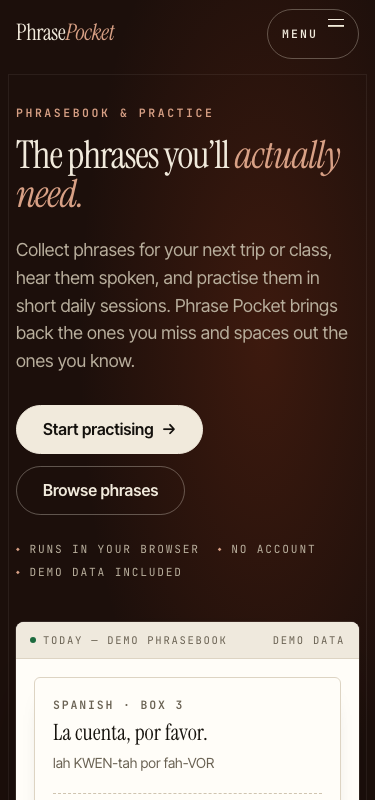 PhrasePocket
MENU
PHRASEBOOK & PRACTICE
The phrases you’ll actually
need.
Collect phrases for your next trip or class,
hear them spoken, and practise them in
short daily sessions. Phrase Pocket brings
back the ones you miss and spaces out the
ones you know.
Start practising →
Browse phrases
RUNS IN YOUR BROWSER
NO ACCOUNT
DEMO DATA INCLUDED
TODAY — DEMO PHRASEBOOK
DEMO DATA
SPANISH · BOX 3
La cuenta, por favor.
lah KWEN-tah por fah-VOR